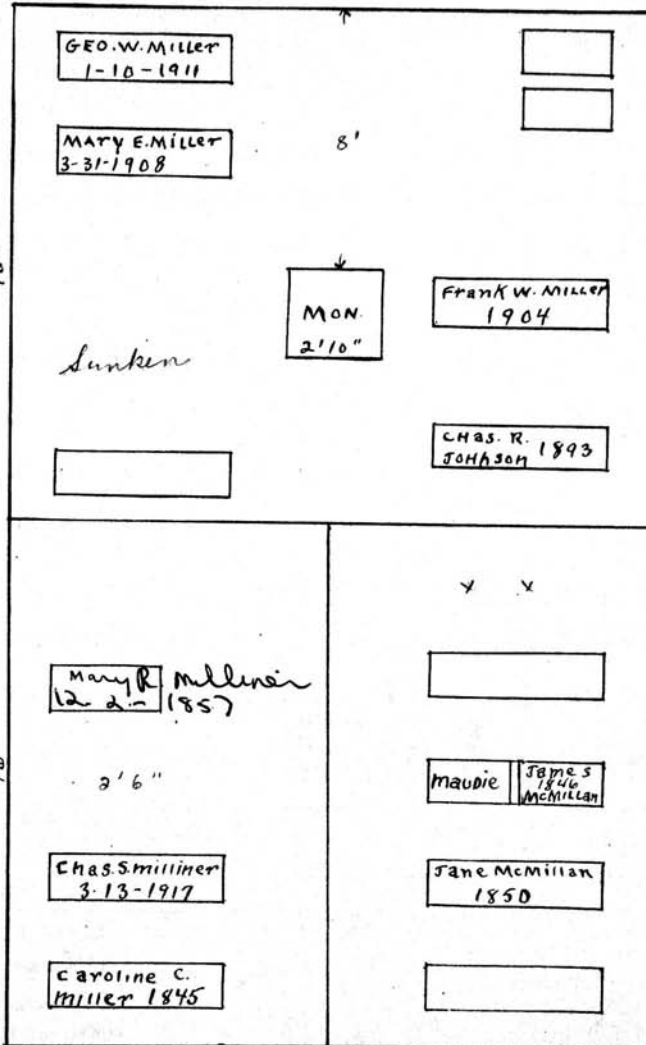 GEO. W. MILLER
1-10-1911
MARY E. MILLER
3-31-1908
8'
MON.
2'10"
Frank W. MILLER
1904
Sunken
CHAS. R.
JOHNSON 1893
x x
Mary R Milliner
12 2 - 1857
2' 6"
maudie
James
1846
McMillan
Chas. S. milliner
3-13-1917
Jane McMillan
1850
Caroline C.
miller 1845